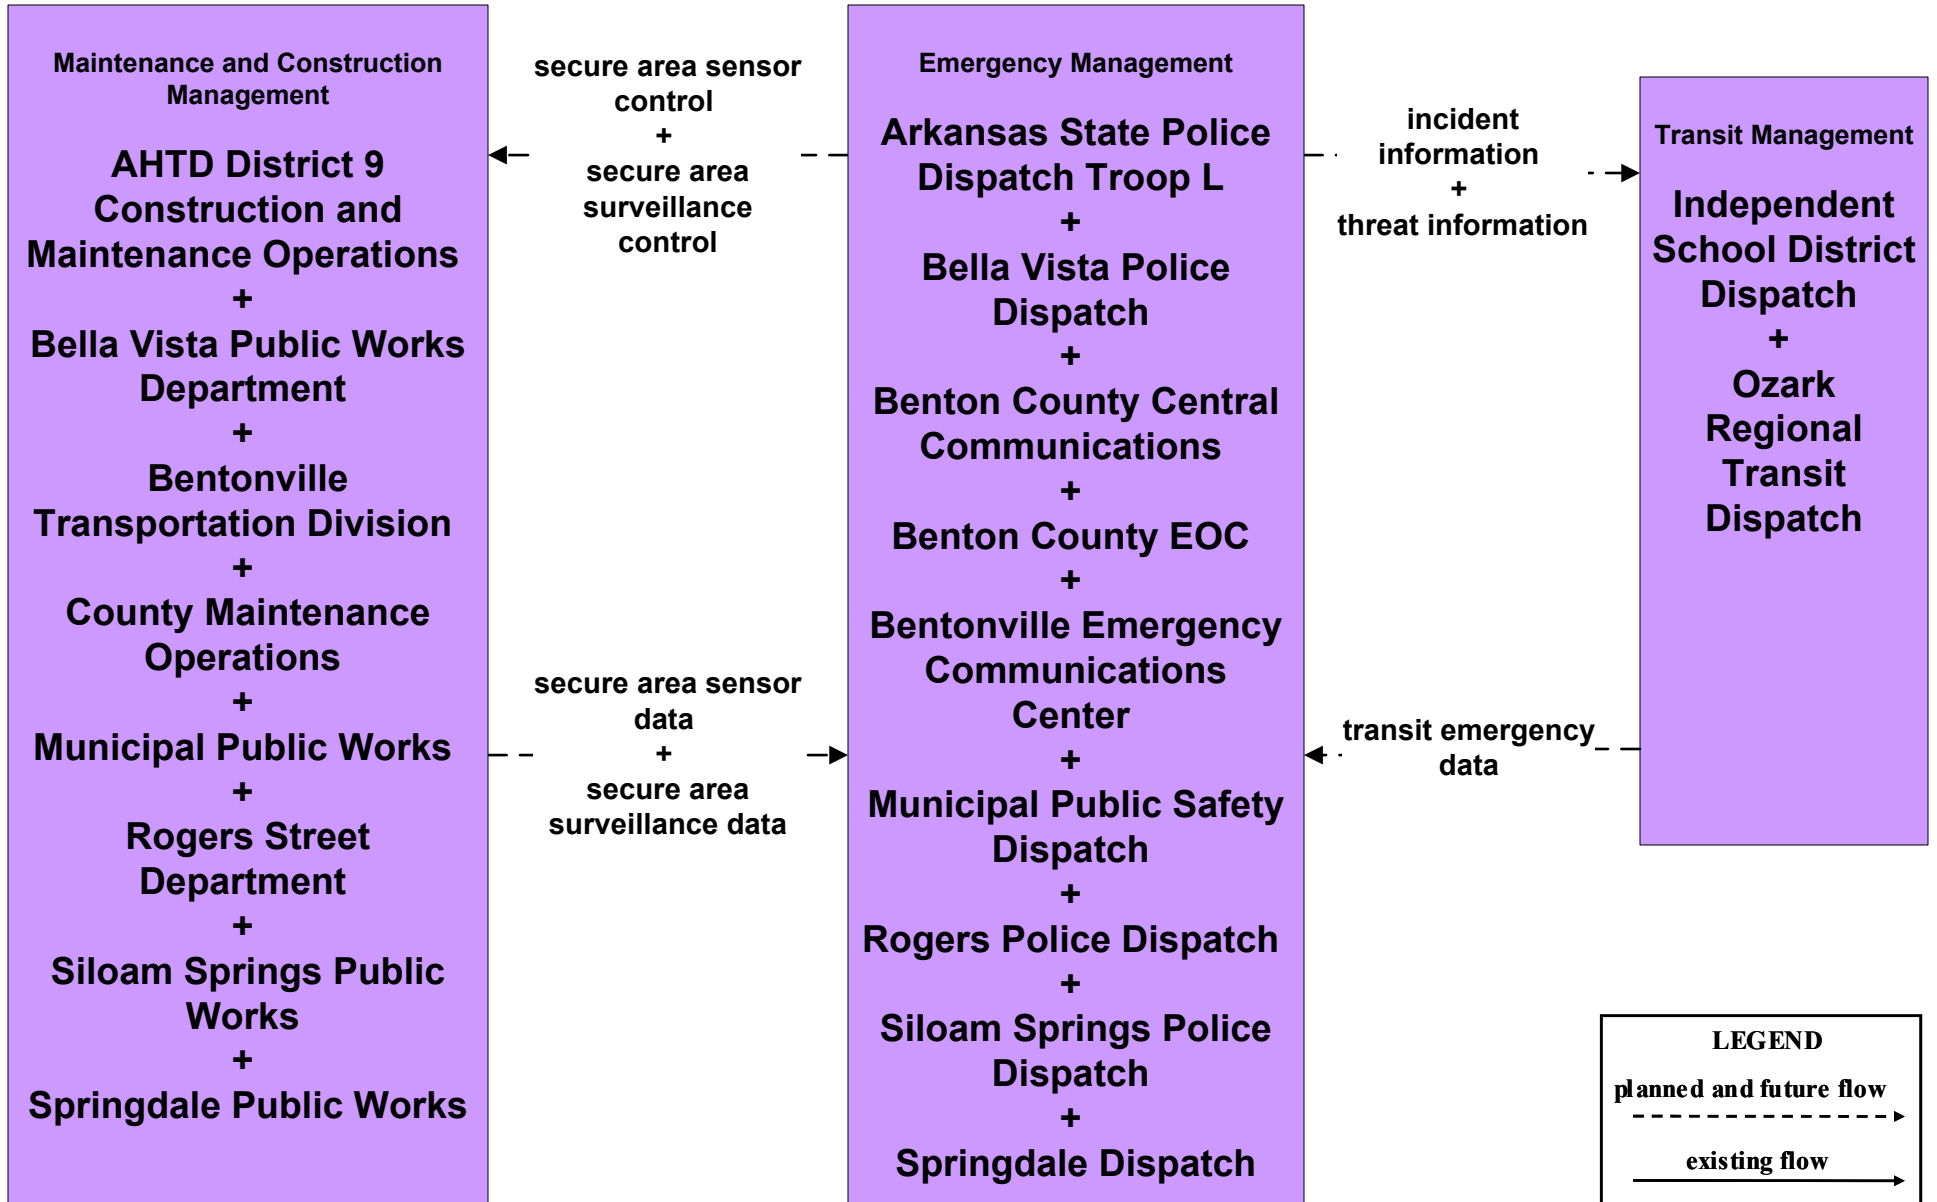 Maintenance and Construction
Management
AHTD District 9
Construction and
Maintenance Operations
+
Bella Vista Public Works
Department
+
Bentonville
Transportation Division
+
County Maintenance
Operations
+
Municipal Public Works
+
Rogers Street
Department
+
Siloam Springs Public
Works
+
Springdale Public Works
secure area sensor
control
+
secure area
surveillance
control
secure area sensor
data
+
secure area
surveillance data
Emergency Management
Arkansas State Police
Dispatch Troop L
+
Bella Vista Police
Dispatch
+
Benton County Central
Communications
+
Benton County EOC
+
Bentonville Emergency
Communications
Center
+
Municipal Public Safety
Dispatch
+
Rogers Police Dispatch
+
Siloam Springs Police
Dispatch
+
Springdale Dispatch
incident
information
+
threat information
transit emergency
data
Transit Management
Independent
School District
Dispatch
+
Ozark
Regional
Transit
Dispatch
LEGEND
planned and future flow
existing flow